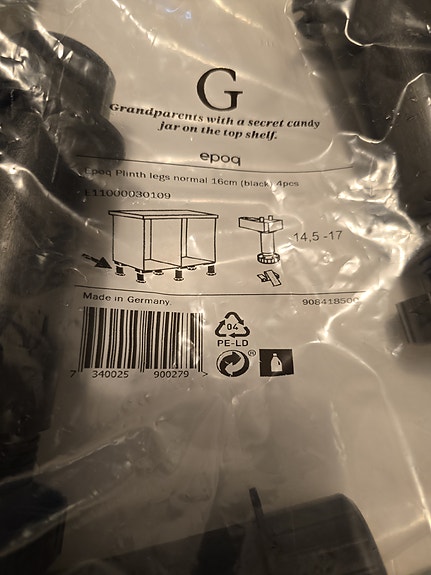 G
Grandparents with a secret candy
jar on the top shelf.
epoq
Epoq Plinth legs normal 16cm (black) 4pcs
E11000030109
14,5 -17
Made in Germany.
908418500
04
PE-LD
®
7 340025 900279 >